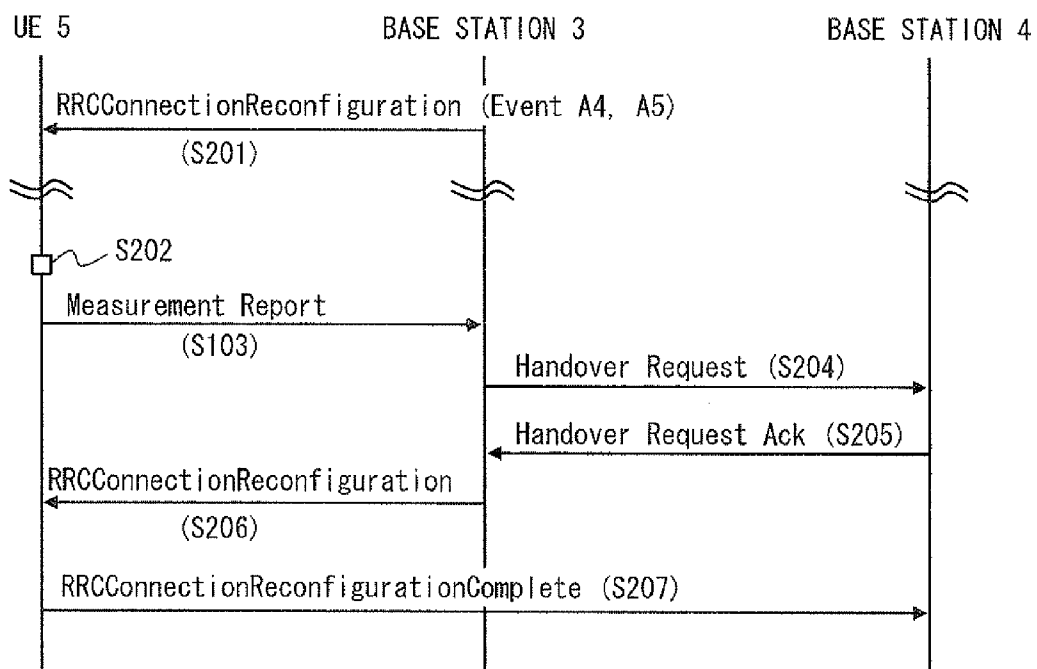 UE 5
BASE STATION 3
BASE STATION 4
RRCConnectionReconfiguration (Event A4, A5)
(S201)
S202
Measurement Report
(S103)
Handover Request (S204)
Handover Request Ack (S205)
RRCConnectionReconfiguration
(S206)
RRCConnectionReconfigurationComplete (S207)